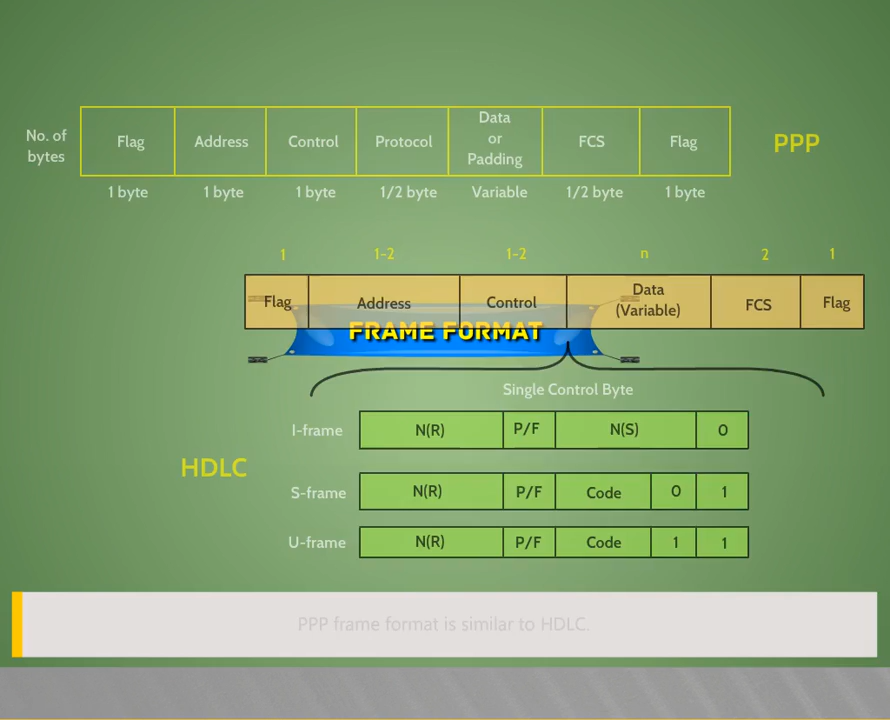 No. of
bytes
Flag
Address
Control
Protocol
Data
or
Padding
FCS
Flag
PPP
1 byte
1 byte
1 byte
1/2 byte
Variable
1/2 byte
1 byte
1
1-2
1-2
n
2
1
Flag
Address
Control
Data
(Variable)
FCS
Flag
FRAME FORMAT
Single Control Byte
I-frame
N(R)
P/F
N(S)
0
HDLC
S-frame
N(R)
P/F
Code
0
1
U-frame
N(R)
P/F
Code
1
1
PPP frame format is similar to HDLC.